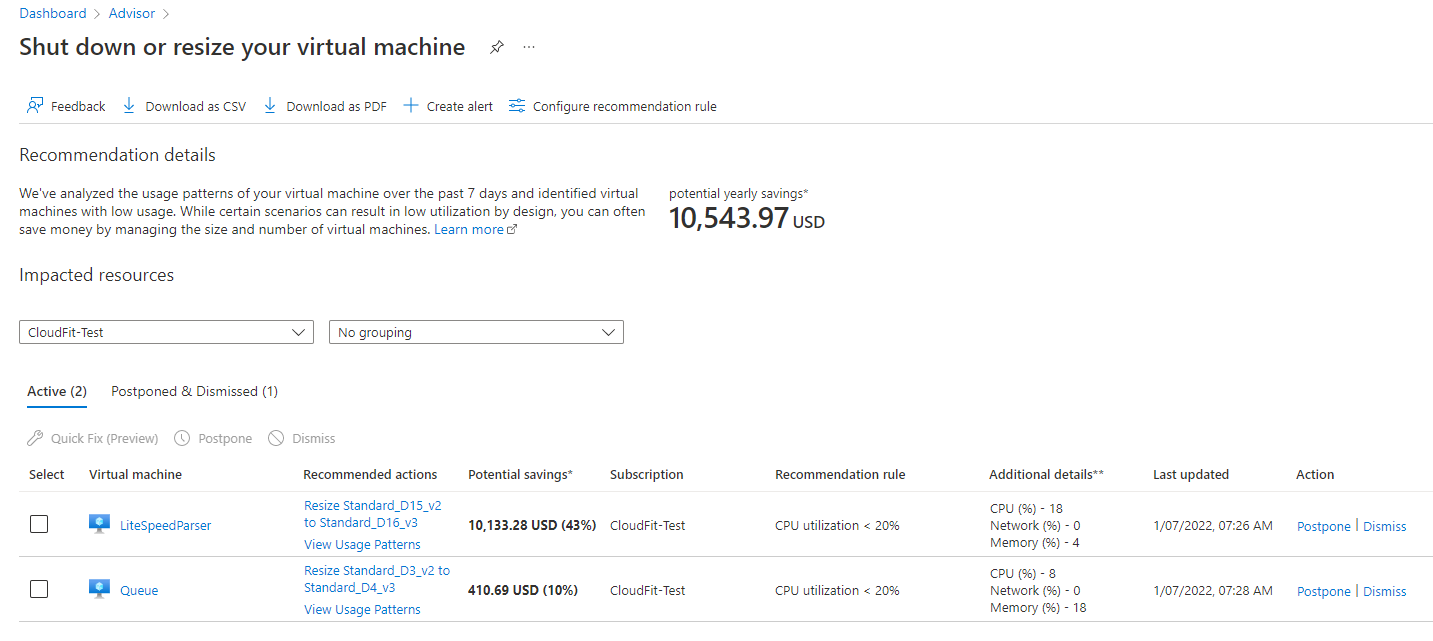 Dashboard > Advisor >
Shut down or resize your virtual machine ...
Feedback Download as CSV Download as PDF Create alert Configure recommendation rule
Recommendation details
We've analyzed the usage patterns of your virtual machine over the past 7 days and identified virtual
machines with low usage. While certain scenarios can result in low utilization by design, you can often
save money by managing the size and number of virtual machines. Learn more
potential yearly savings*
10,543.97 USD
Impacted resources
CloudFit-Test No grouping
Active (2) Postponed & Dismissed (1)
Quick Fix (Preview) Postpone Dismiss
Select Virtual machine Recommended actions Potential savings* Subscription Recommendation rule Additional details** Last updated Action
LiteSpeedParser
Resize Standard_D15_v2
to Standard_D16_v3
View Usage Patterns
10,133.28 USD (43%) CloudFit-Test CPU utilization < 20%
CPU (%) - 18
Network (%) - 0
Memory (%) - 4
1/07/2022, 07:26 AM Postpone | Dismiss
Queue
Resize Standard_D3_v2 to
Standard_D4_v3
View Usage Patterns
410.69 USD (10%) CloudFit-Test CPU utilization < 20%
CPU (%) - 8
Network (%) - 0
Memory (%) - 18
1/07/2022, 07:28 AM Postpone | Dismiss